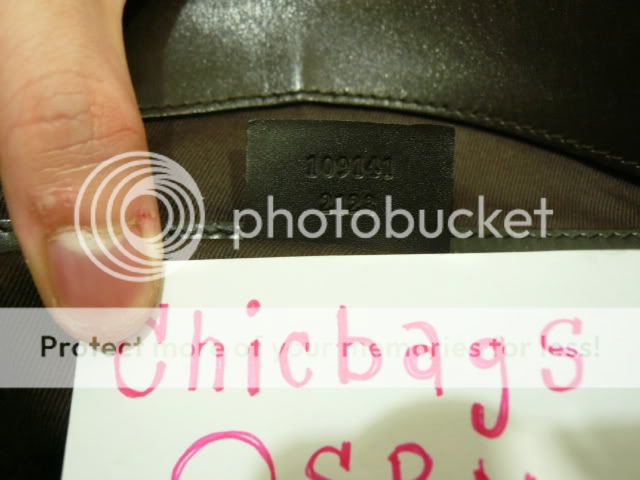 109141
photobucket
Protect more of your memories for less!
Chicbags